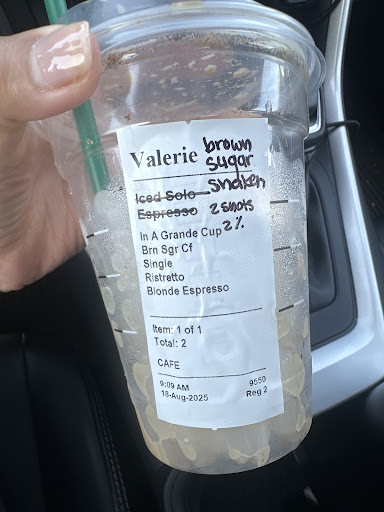 Valerie brown
sugar
shaken
Iced Solo
Espresso 2 shots
2%
In A Grande Cup
Brn Sgr Cf
Single
Ristretto
Blonde Espresso
Item: 1 of 1
Total: 2
CAFE
9:09 AM 9550
18-Aug-2025 Reg 2